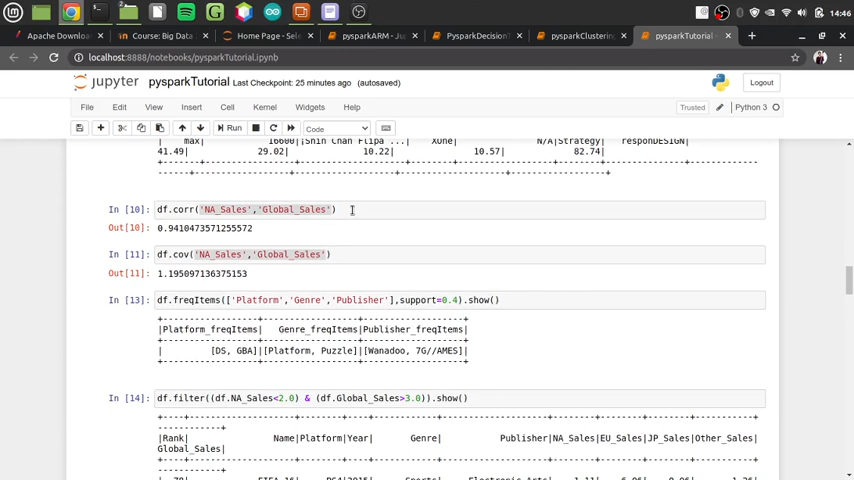 14:46
Apache Downloa
Course: Big Data
Home Page - Sele
pysparkARM - Ju
PysparkDecisionT
pysparkClustering
pysparkTutorial -
localhost:8888/notebooks/pysparkTutorial.ipynb
jupyter pysparkTutorial Last Checkpoint: 25 minutes ago (autosaved)
Logout
File Edit View Insert Cell Kernel Widgets Help
Trusted Python 3
Run Code
| max| 16600|¡Shin Chan Flipa ...| XOne| N/A|Strategy| responDESIGN|
41.49| 29.02| 10.22| 10.57| 82.74|
In [10]: df.corr('NA_Sales','Global_Sales')
Out[10]: 0.9410473571255572
In [11]: df.cov('NA_Sales','Global_Sales')
Out[11]: 1.195097136375153
In [13]: df.freqItems(['Platform','Genre','Publisher'],support=0.4).show()
+------------------+------------------+-------------------+
|Platform_freqItems| Genre_freqItems|Publisher_freqItems|
+------------------+------------------+-------------------+
| [DS, GBA]|[Platform, Puzzle]|[Wanadoo, 7G//AMES]|
+------------------+------------------+-------------------+
In [14]: df.filter((df.NA_Sales<2.0) & (df.Global_Sales>3.0)).show()
|Rank| Name|Platform|Year| Genre| Publisher|NA_Sales|EU_Sales|JP_Sales|Other_Sales|
Global_Sales|